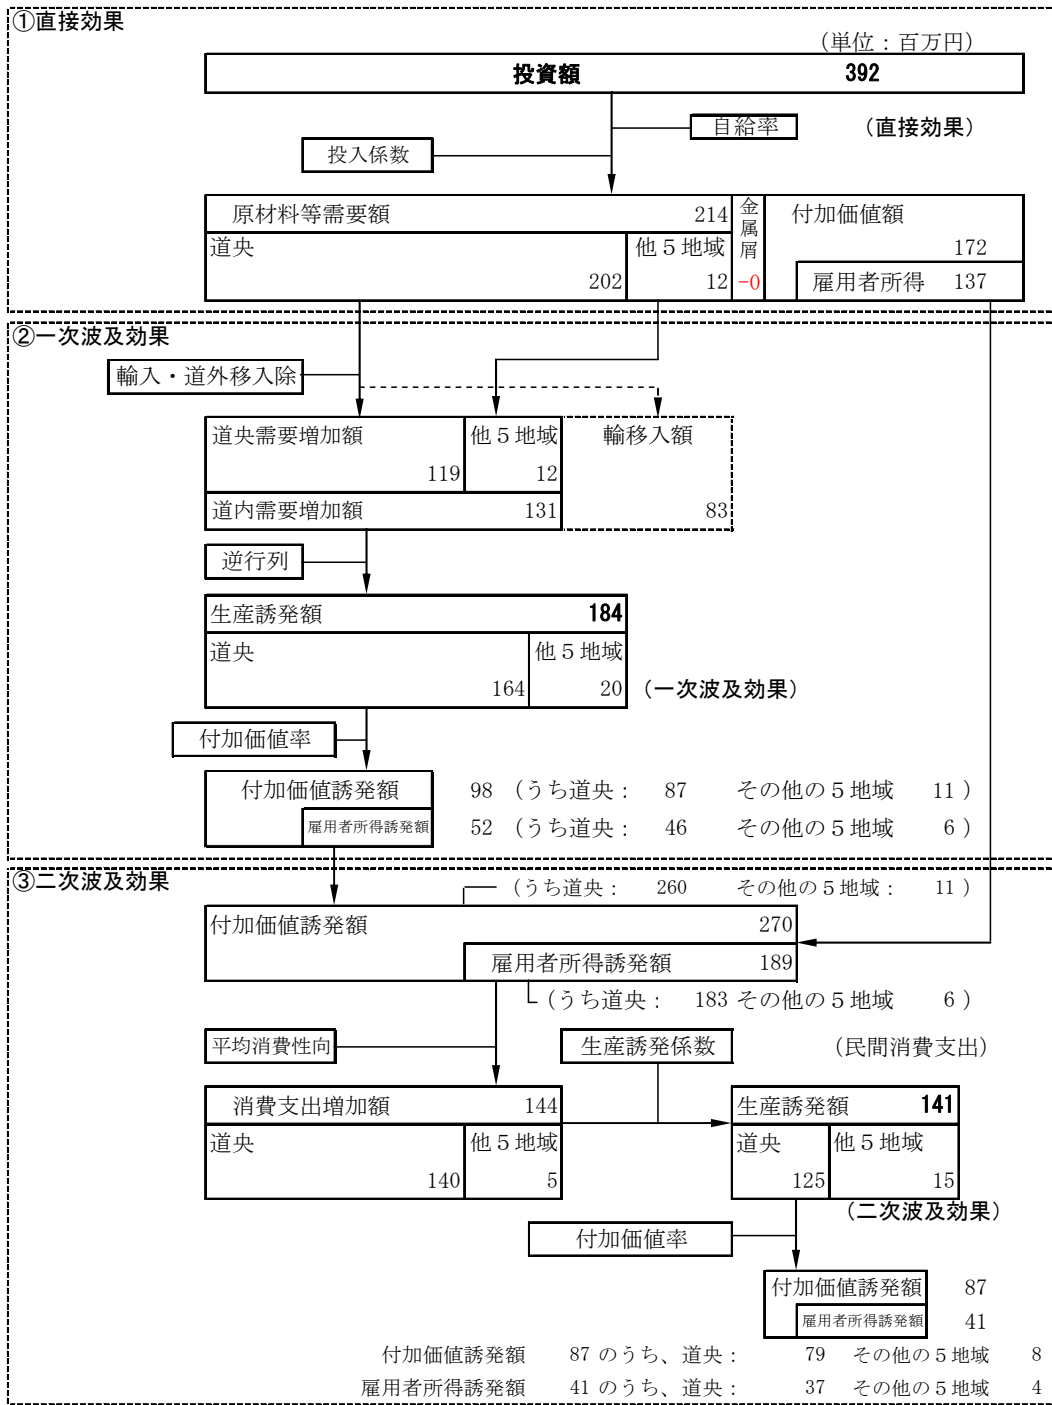 ①直接効果
(単位：百万円)
投資額 392
自給率 (直接効果)
投入係数
原材料等需要額 214 金属屑 付加価値額
道央 他５地域 172
202 12 -0 雇用者所得 137
②一次波及効果
輸入・道外移入除
道央需要増加額 他５地域 輸移入額
119 12
道内需要増加額 131 83
逆行列
生産誘発額 184
道央 他５地域
164 20 (一次波及効果)
付加価値率
付加価値誘発額 98 (うち道央： 87 その他の５地域 11 )
雇用者所得誘発額 52 (うち道央： 46 その他の５地域 6 )
③二次波及効果
(うち道央： 260 その他の５地域： 11 )
付加価値誘発額 270
雇用者所得誘発額 189
(うち道央： 183 その他の５地域 6 )
平均消費性向 生産誘発係数 (民間消費支出)
消費支出増加額 144 生産誘発額 141
道央 他５地域 道央 他５地域
140 5 125 15
(二次波及効果)
付加価値率
付加価値誘発額 87
雇用者所得誘発額 41
付加価値誘発額 87 のうち、道央： 79 その他の５地域 8
雇用者所得誘発額 41 のうち、道央： 37 その他の５地域 4